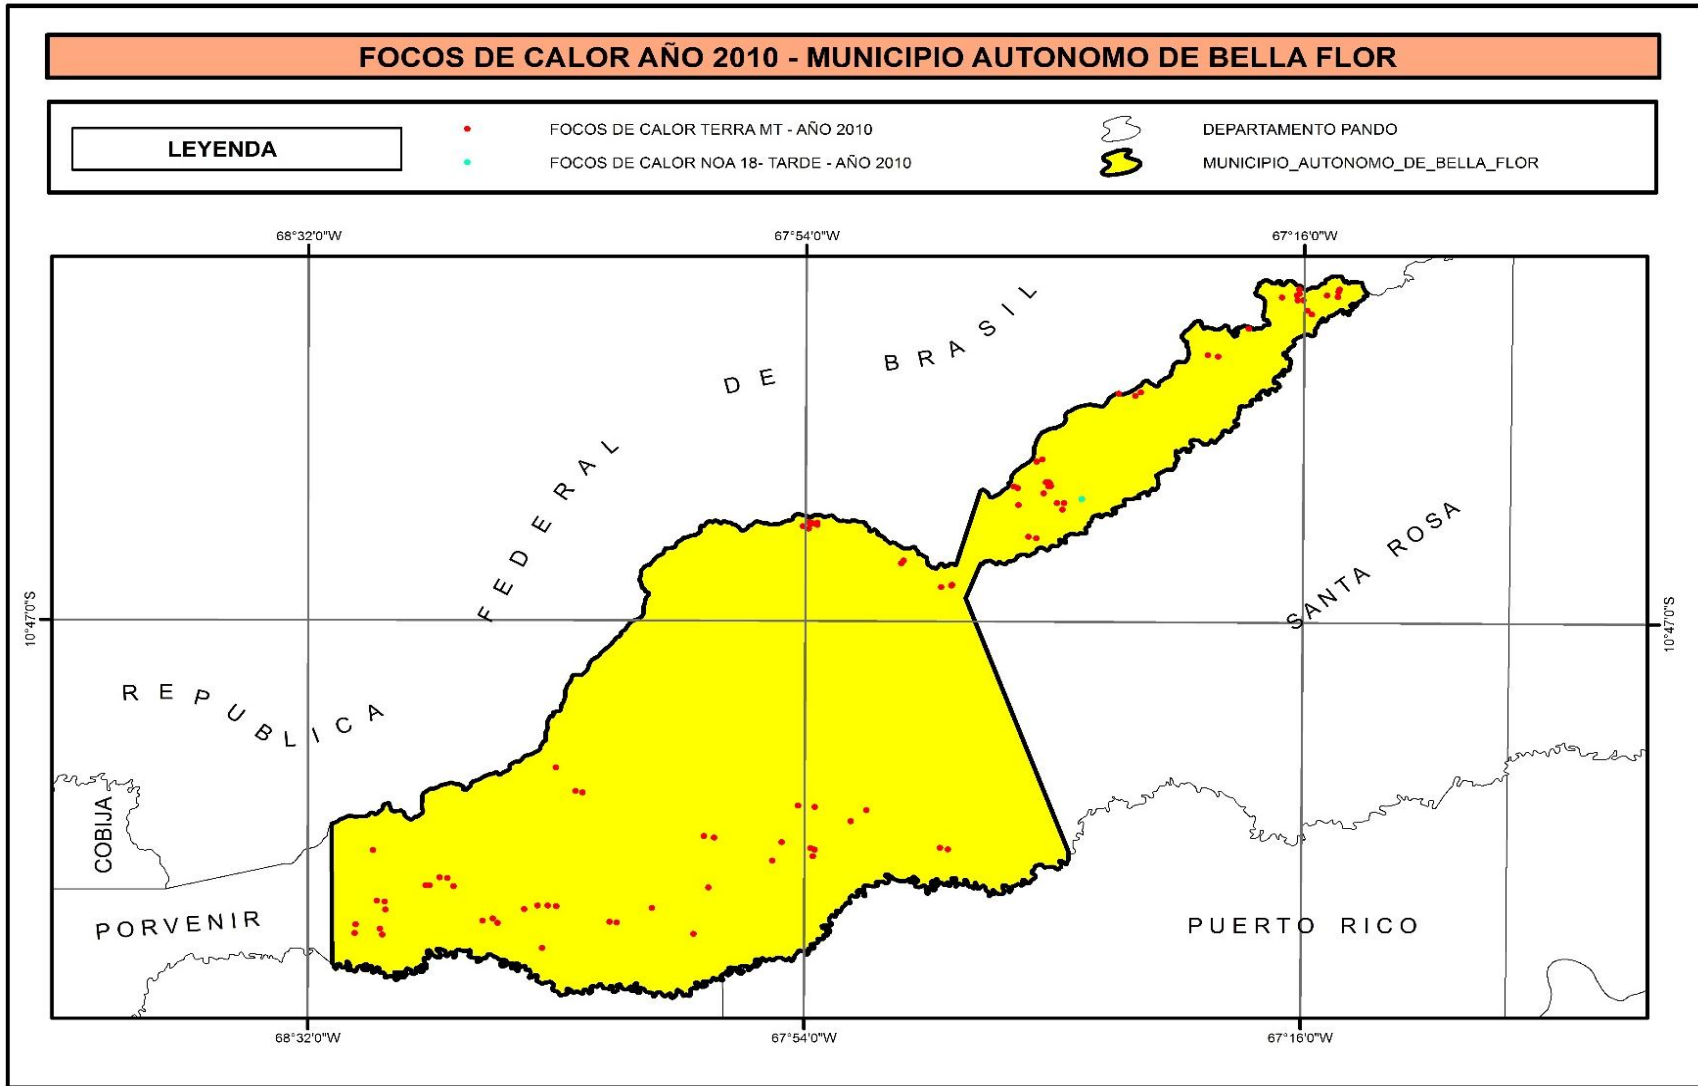 FOCOS DE CALOR AÑO 2010 - MUNICIPIO AUTONOMO DE BELLA FLOR
LEYENDA
FOCOS DE CALOR TERRA MT - AÑO 2010
FOCOS DE CALOR NOA 18- TARDE - AÑO 2010
DEPARTAMENTO PANDO
MUNICIPIO_AUTONOMO_DE_BELLA_FLOR
68°32'0"W
67°54'0"W
67°16'0"W
REPUBLICA
FEDERAL
DE
BRASIL
SANTA ROSA
10°47'0"S
10°47'0"S
COBIJA
PORVENIR
PUERTO RICO
68°32'0"W
67°54'0"W
67°16'0"W